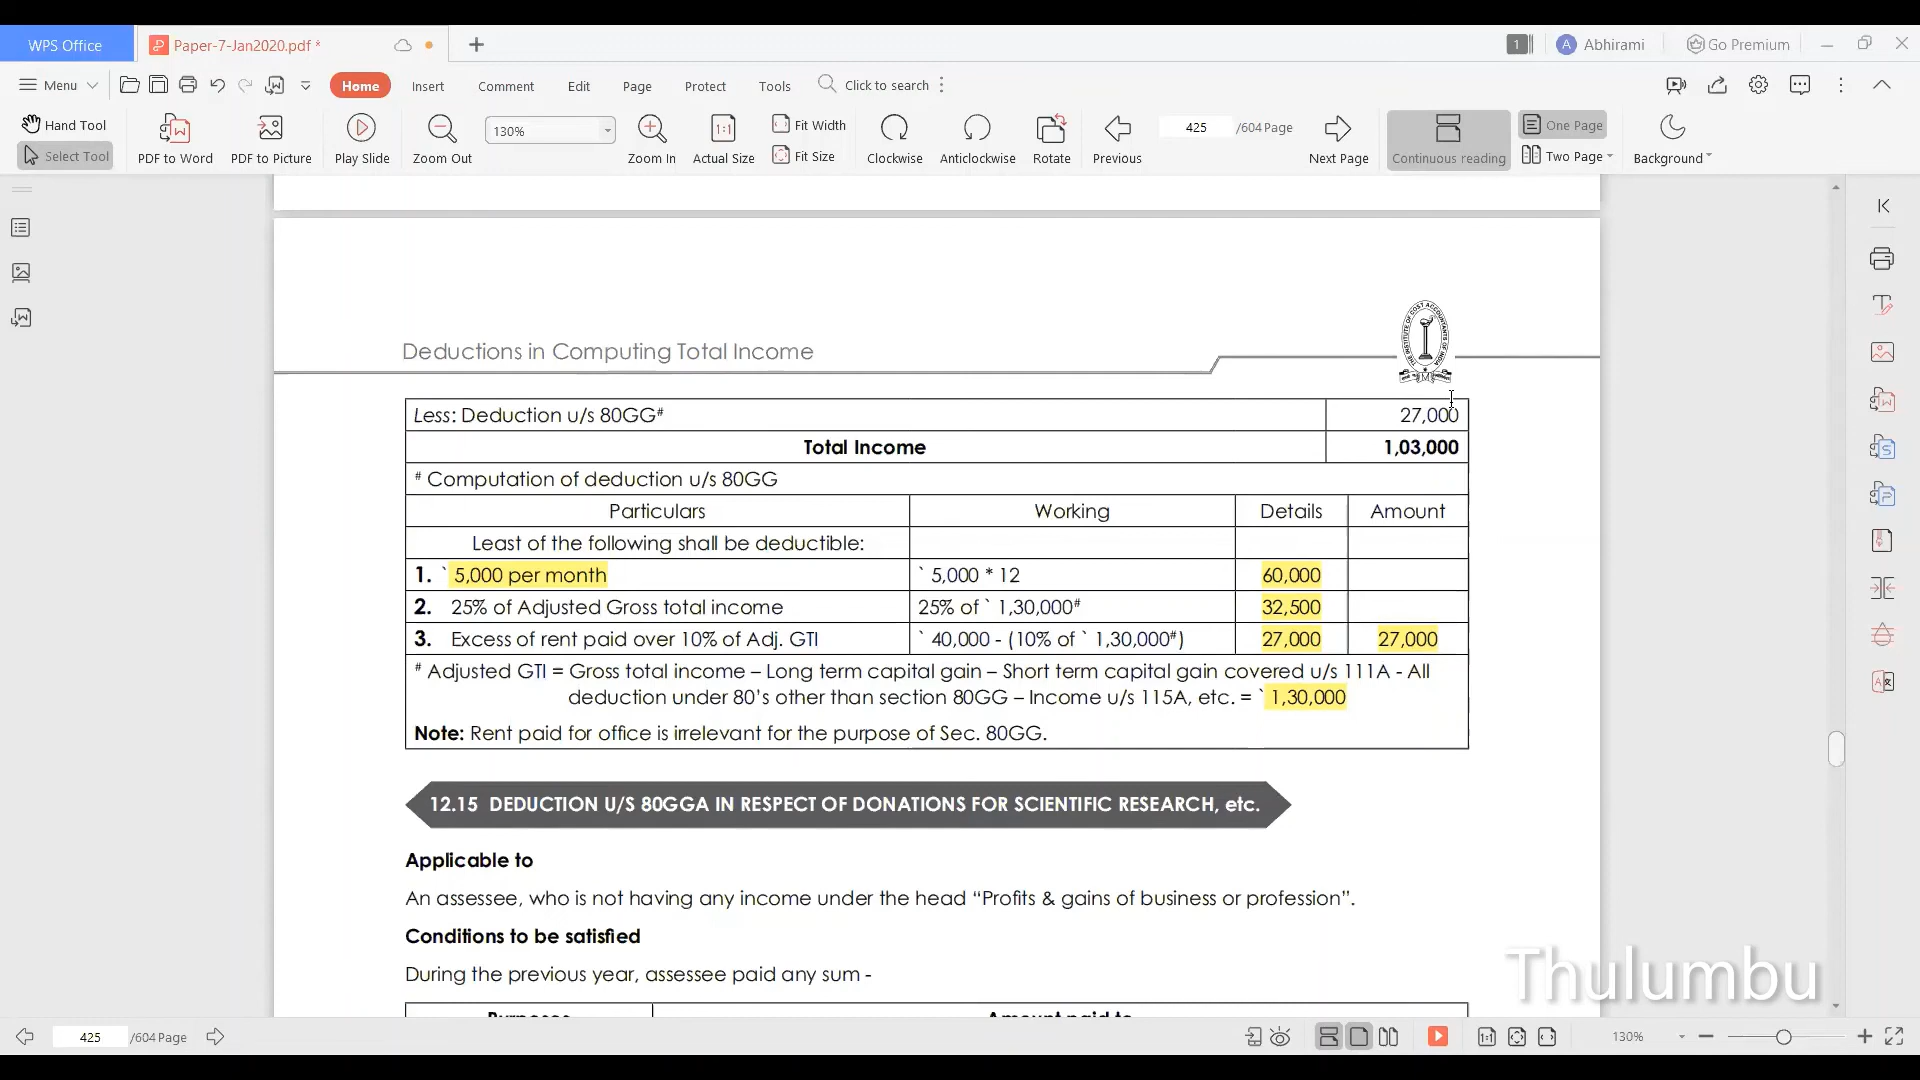 WPS Office
Paper-7-Jan2020.pdf *
1
A Abhirami
Go Premium
Menu
Home
Insert
Comment
Edit
Page
Protect
Tools
Click to search
Hand Tool
Select Tool
PDF to Word
PDF to Picture
Play Slide
Zoom Out
130%
Zoom In
1:1
Actual Size
Fit Width
Fit Size
Clockwise
Anticlockwise
Rotate
Previous
425 /604 Page
Next Page
Continuous reading
One Page
Two Page
Background
Deductions in Computing Total Income
Less: Deduction u/s 80GG# 27,000
Total Income 1,03,000
# Computation of deduction u/s 80GG
Particulars Working Details Amount
Least of the following shall be deductible:
1. ` 5,000 per month ` 5,000 * 12 60,000
2. 25% of Adjusted Gross total income 25% of ` 1,30,000# 32,500
3. Excess of rent paid over 10% of Adj. GTI ` 40,000 - (10% of ` 1,30,000#) 27,000 27,000
# Adjusted GTI = Gross total income – Long term capital gain – Short term capital gain covered u/s 111A - All
deduction under 80’s other than section 80GG – Income u/s 115A, etc. = ` 1,30,000
Note: Rent paid for office is irrelevant for the purpose of Sec. 80GG.
12.15 DEDUCTION U/S 80GGA IN RESPECT OF DONATIONS FOR SCIENTIFIC RESEARCH, etc.
Applicable to
An assessee, who is not having any income under the head “Profits & gains of business or profession”.
Conditions to be satisfied
During the previous year, assessee paid any sum -
Purposes Amount paid to
Thulumbu
425 /604 Page
130%